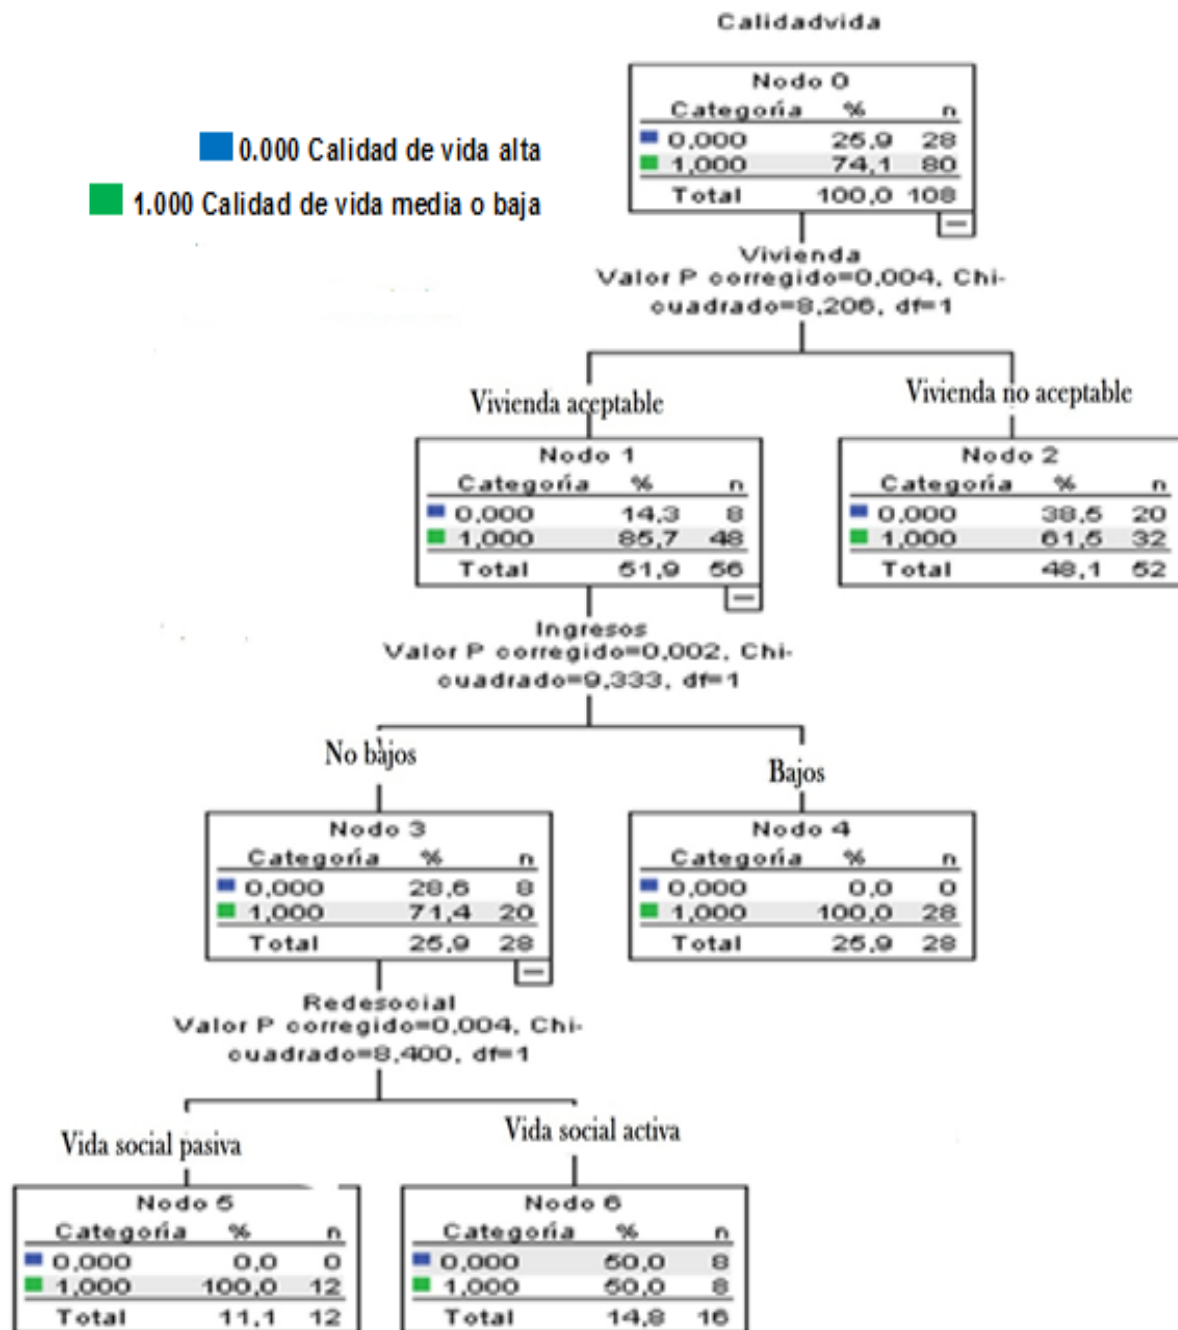 Calidadvida
Nodo 0
Categoría % n
0,000 25,9 28
1,000 74,1 80
Total 100,0 108
0.000 Calidad de vida alta
1.000 Calidad de vida media o baja
Vivienda
Valor P corregido=0,004, Chi-
cuadrado=8,206, df=1
Vivienda aceptable
Vivienda no aceptable
Nodo 1
Categoría % n
0,000 14,3 8
1,000 85,7 48
Total 51,9 56
Nodo 2
Categoría % n
0,000 38,5 20
1,000 61,5 32
Total 48,1 52
Ingresos
Valor P corregido=0,002, Chi-
cuadrado=9,333, df=1
No bajos
Bajos
Nodo 3
Categoría % n
0,000 28,6 8
1,000 71,4 20
Total 25,9 28
Nodo 4
Categoría % n
0,000 0,0 0
1,000 100,0 28
Total 25,9 28
Redesocial
Valor P corregido=0,004, Chi-
cuadrado=8,400, df=1
Vida social pasiva
Vida social activa
Nodo 5
Categoría % n
0,000 0,0 0
1,000 100,0 12
Total 11,1 12
Nodo 6
Categoría % n
0,000 50,0 8
1,000 50,0 8
Total 14,8 16